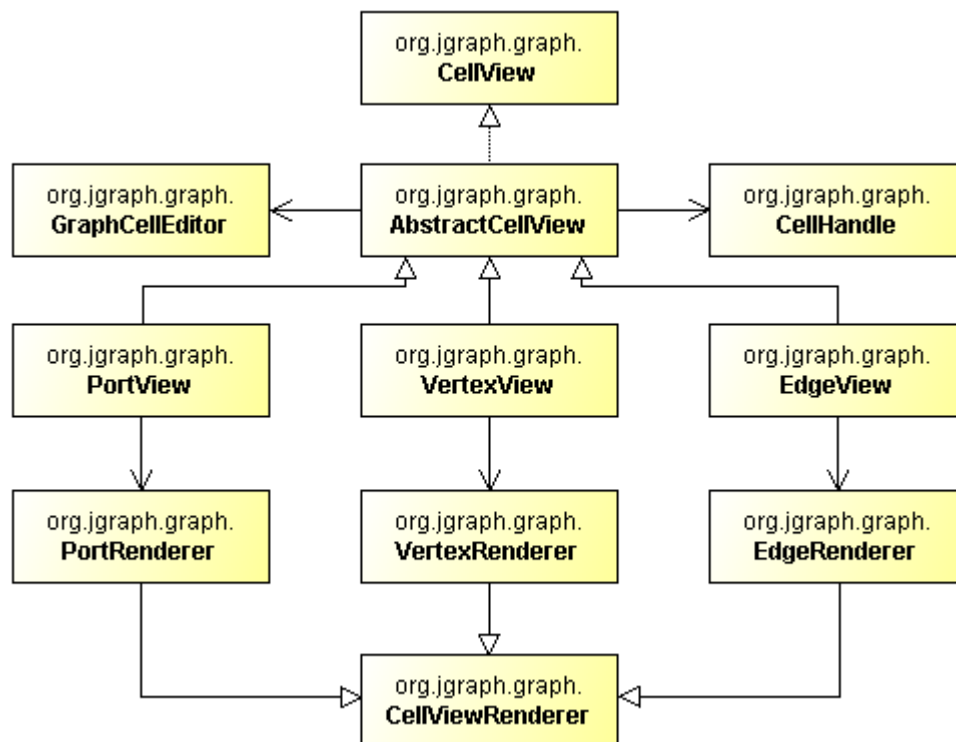 org.jgraph.graph.
CellView
org.jgraph.graph.
GraphCellEditor
org.jgraph.graph.
AbstractCellView
org.jgraph.graph.
CellHandle
org.jgraph.graph.
PortView
org.jgraph.graph.
VertexView
org.jgraph.graph.
EdgeView
org.jgraph.graph.
PortRenderer
org.jgraph.graph.
VertexRenderer
org.jgraph.graph.
EdgeRenderer
org.jgraph.graph.
CellViewRenderer